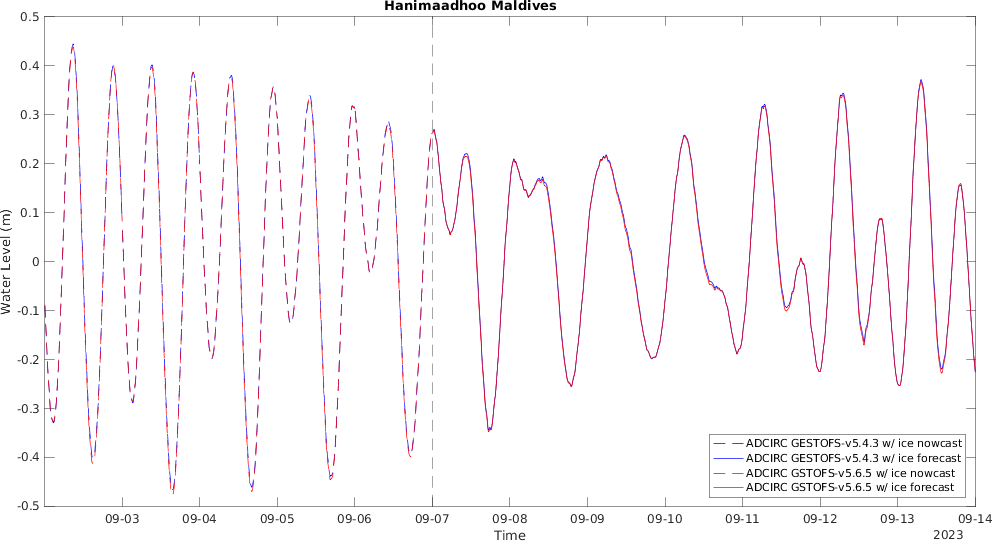 Hanimaadhoo Maldives
0.5
0.4
0.3
0.2
0.1
0
-0.1
-0.2
-0.3
-0.4
-0.5
Water Level (m)
ADCIRC GESTOFS-v5.4.3 w/ ice nowcast
ADCIRC GESTOFS-v5.4.3 w/ ice forecast
ADCIRC GSTOFS-v5.6.5 w/ ice nowcast
ADCIRC GSTOFS-v5.6.5 w/ ice forecast
09-03 09-04 09-05 09-06 09-07 09-08 09-09 09-10 09-11 09-12 09-13 09-14
Time
2023